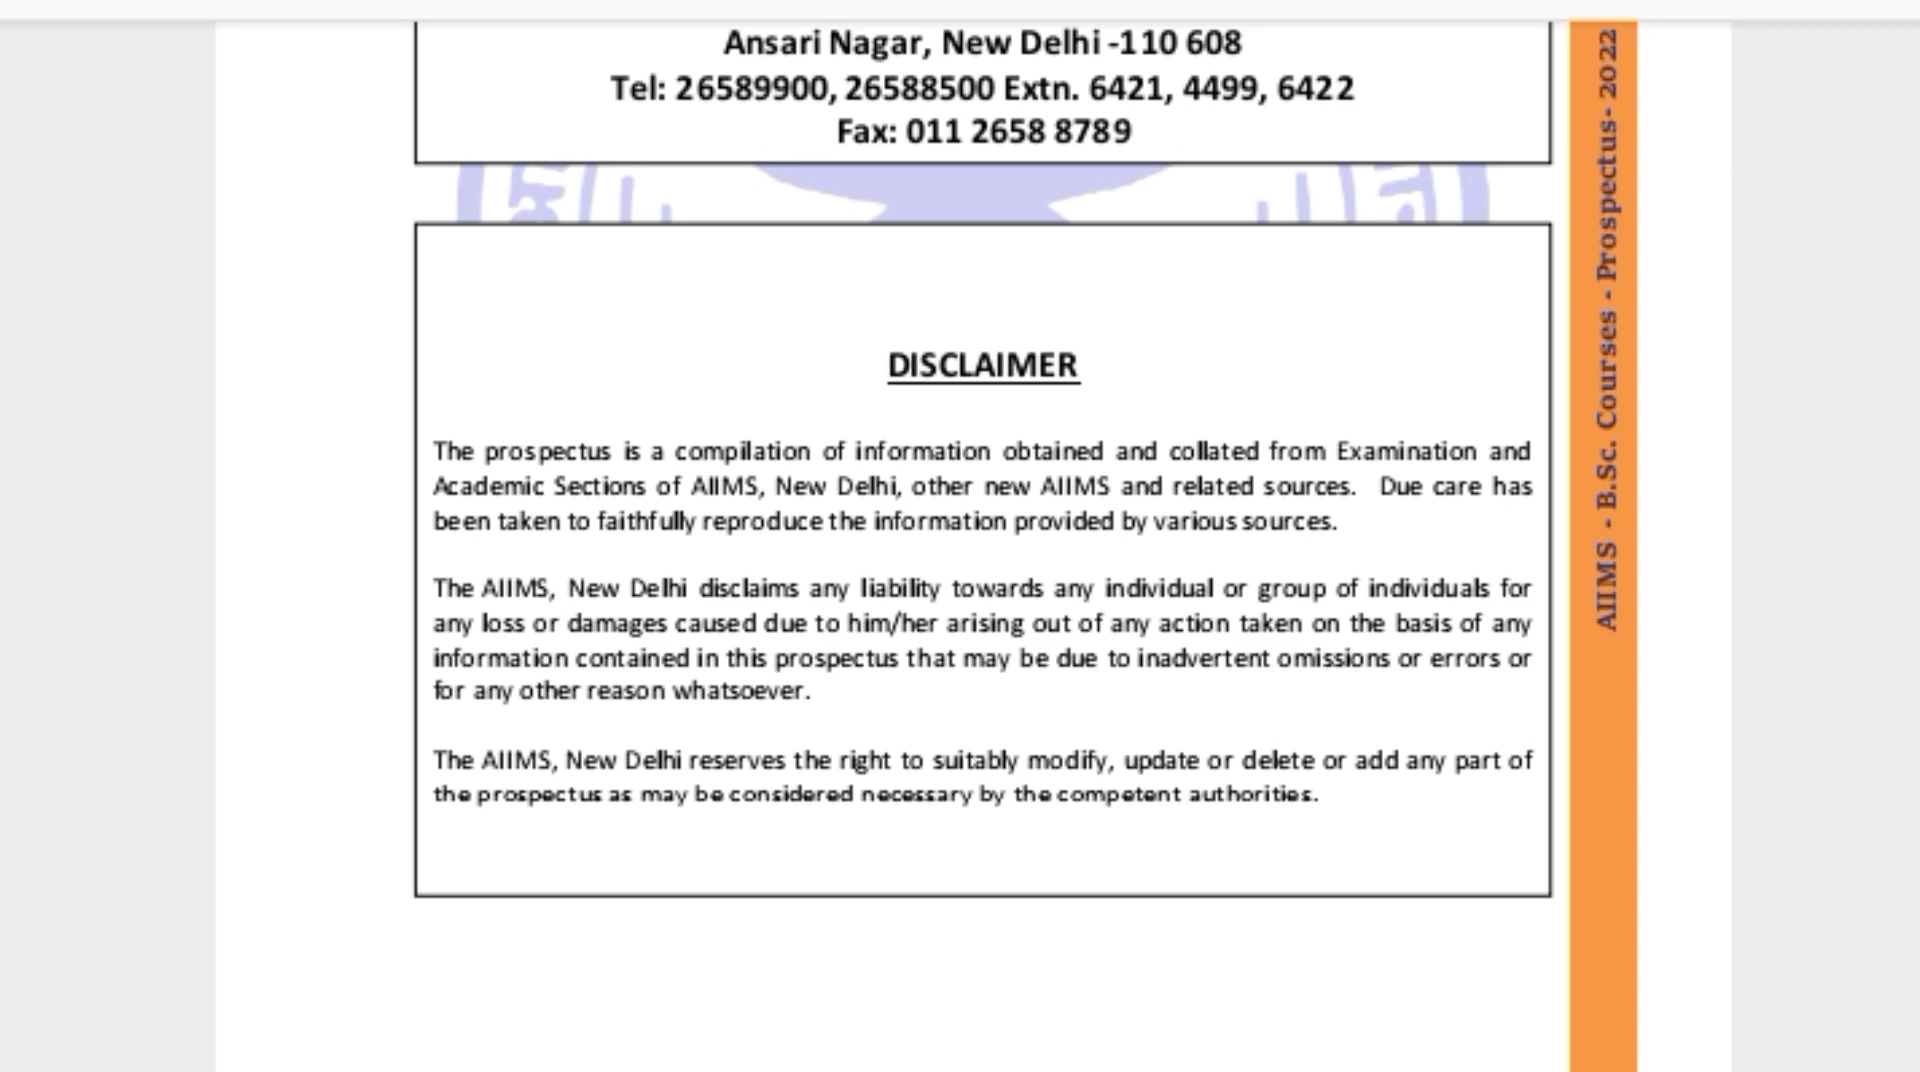 Ansari Nagar, New Delhi -110 608
Tel: 26589900, 26588500 Extn. 6421, 4499, 6422
Fax: 011 2658 8789
DISCLAIMER
The prospectus is a compilation of information obtained and collated from Examination and
Academic Sections of AIIMS, New Delhi, other new AIIMS and related sources. Due care has
been taken to faithfully reproduce the information provided by various sources.
The AIIMS, New Delhi disclaims any liability towards any individual or group of individuals for
any loss or damages caused due to him/her arising out of any action taken on the basis of any
information contained in this prospectus that may be due to inadvertent omissions or errors or
for any other reason whatsoever.
The AIIMS, New Delhi reserves the right to suitably modify, update or delete or add any part of
the prospectus as may be considered necessary by the competent authorities.
AIIMS - B.Sc. Courses - Prospectus- 2022